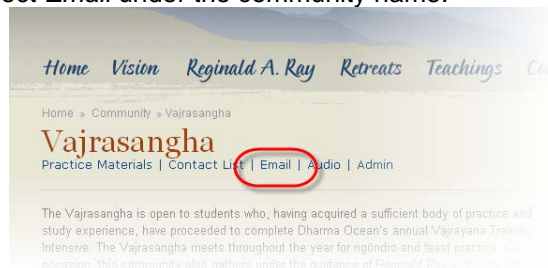 Email under the community name.
Home Vision Reginald A. Ray Retreats Teachings
Home » Community » Vajrasangha
Vajrasangha
Practice Materials | Contact List | Email | Audio | Admin
The Vajrasangha is open to students who, having acquired a sufficient body of practice and
study experience, have proceeded to complete Dharma Ocean's annual Vajrayana Training
Intensive. The Vajrasangha meets throughout the year for ngöndro and feast practice. On
occasion, this community also gathers under the guidance of Reginald Ray